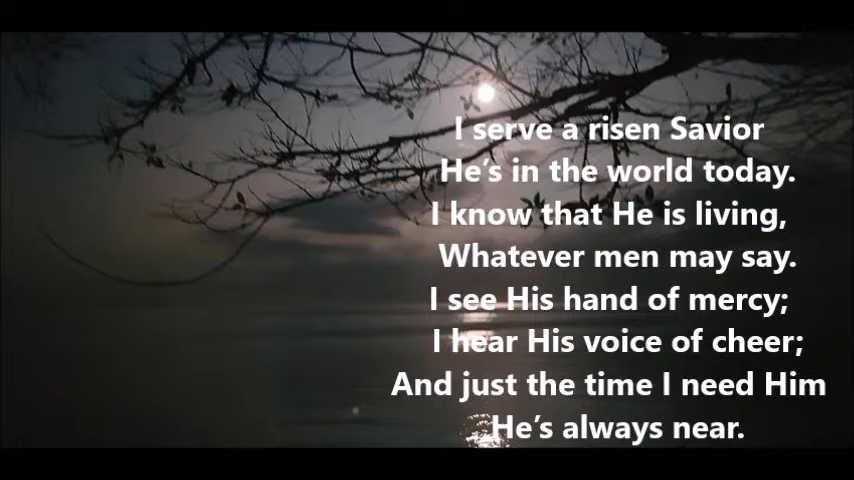 I serve a risen Savior
He's in the world today.
I know that He is living,
Whatever men may say.
I see His hand of mercy;
I hear His voice of cheer;
And just the time I need Him
He's always near.